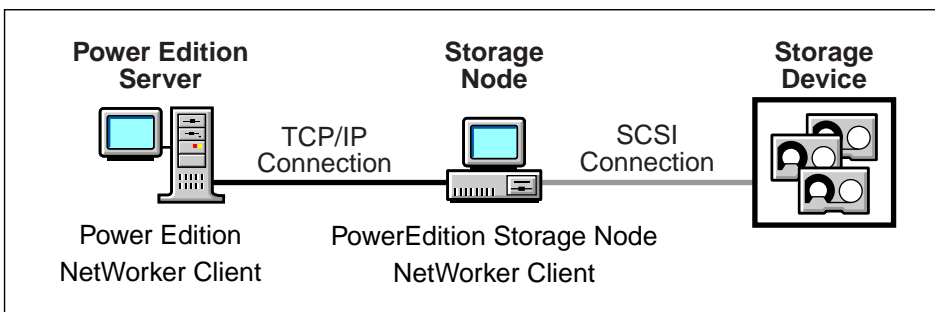 Power Edition
Server
Storage
Node
Storage
Device
TCP/IP
Connection
SCSI
Connection
Power Edition
NetWorker Client
PowerEdition Storage Node
NetWorker Client